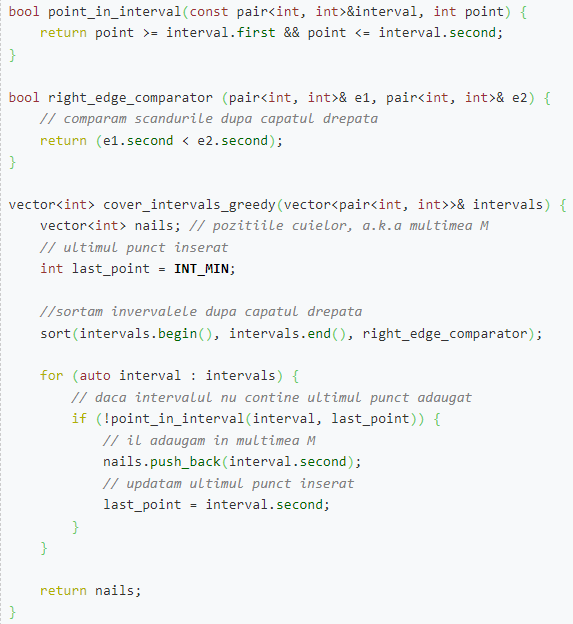 bool point_in_interval(const pair<int, int>&interval, int point) {
    return point >= interval.first && point <= interval.second;
}

bool right_edge_comparator (pair<int, int>& e1, pair<int, int>& e2) {
    // comparam scandurile dupa capatul drepata
    return (e1.second < e2.second);
}

vector<int> cover_intervals_greedy(vector<pair<int, int>>& intervals) {
    vector<int> nails; // pozitiile cuielor, a.k.a multimea M
    // ultimul punct inserat
    int last_point = INT_MIN;

    //sortam invervalele dupa capatul drepata
    sort(intervals.begin(), intervals.end(), right_edge_comparator);

    for (auto interval : intervals) {
        // daca intervalul nu contine ultimul punct adaugat
        if (!point_in_interval(interval, last_point)) {
            // il adaugam in multimea M
            nails.push_back(interval.second);
            // updatam ultimul punct inserat
            last_point = interval.second;
        }
    }

    return nails;
}